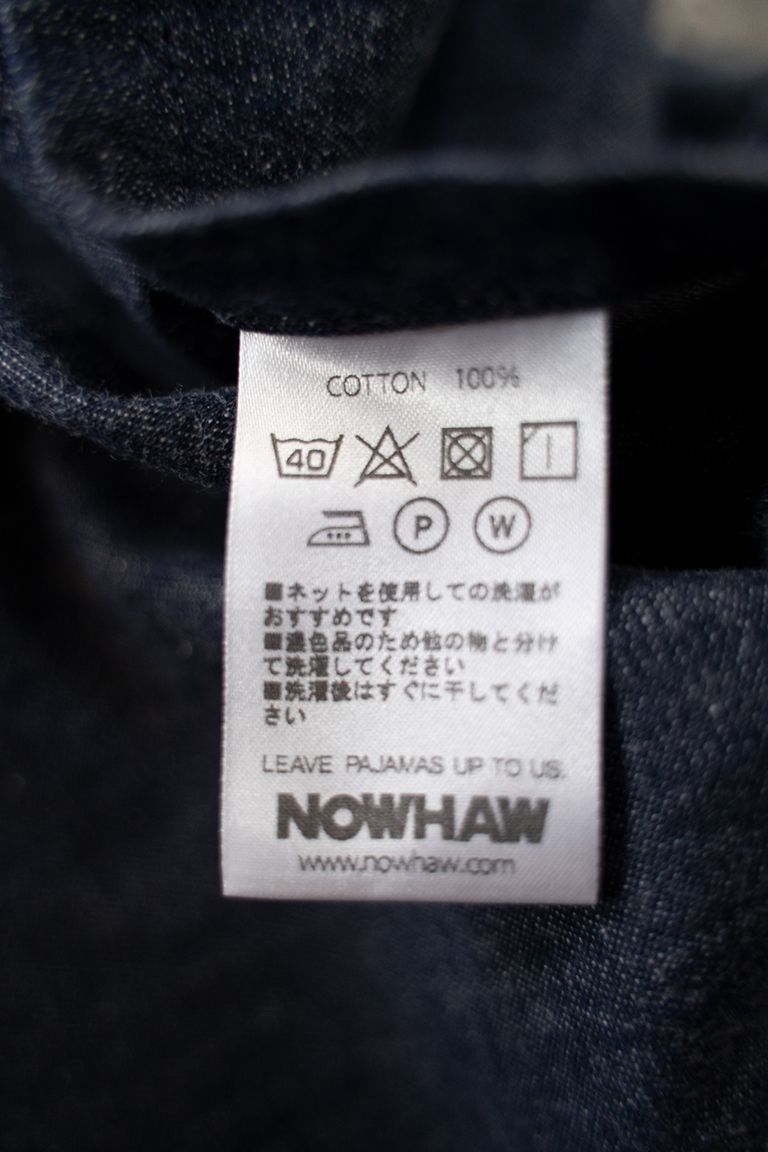 COTTON 100%
40
P W
■ネットを使用しての洗濯が
おすすめです
■濃色品のため他の物と分け
て洗濯してください
■洗濯後はすぐに干してくだ
さい
LEAVE PAJAMAS UP TO US.
NOWHAW
www.nowhaw.com